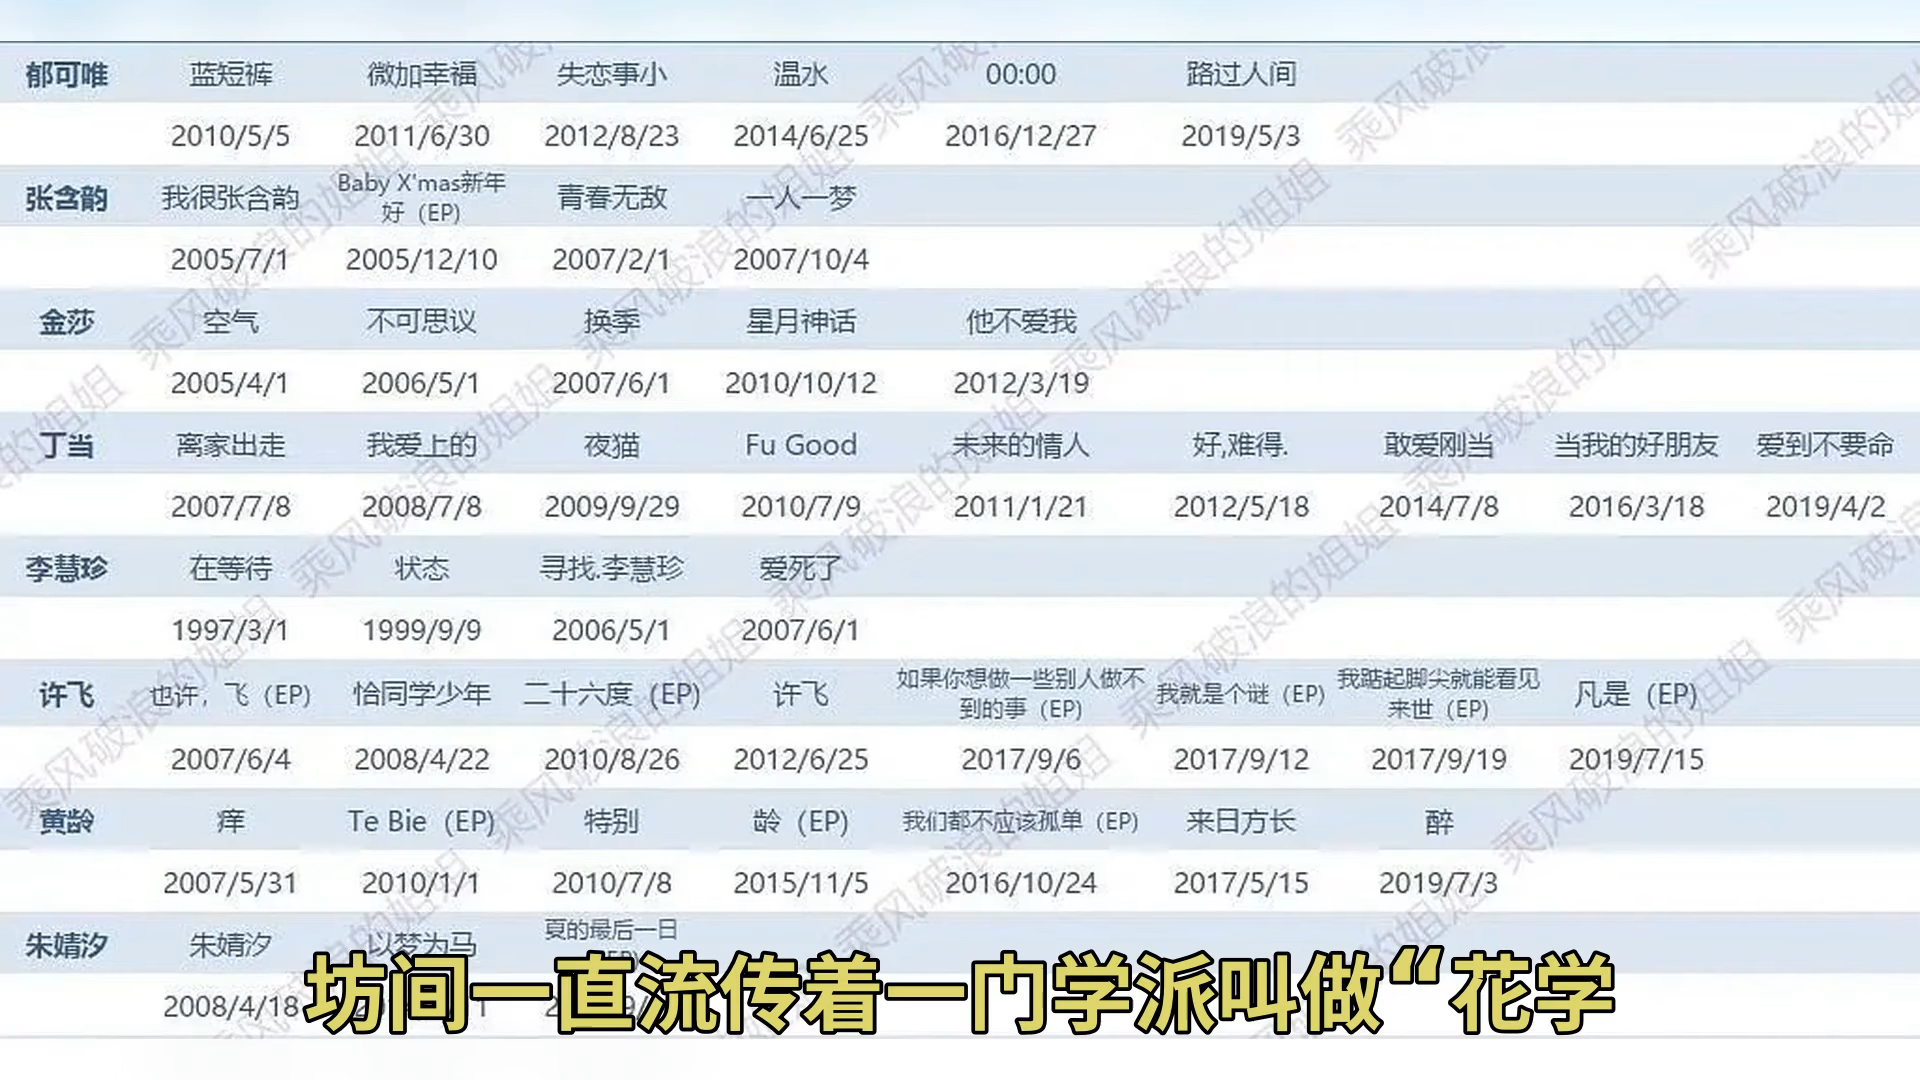 郁可唯 蓝短裤 微加幸福 失恋事小 温水 00:00 路过人间
2010/5/5 2011/6/30 2012/8/23 2014/6/25 2016/12/27 2019/5/3
张含韵 我很张含韵 Baby X'mas新年好（EP） 青春无敌 一人一梦
2005/7/1 2005/12/10 2007/2/1 2007/10/4
金莎 空气 不可思议 换季 星月神话 他不爱我
2005/4/1 2006/5/1 2007/6/1 2010/10/12 2012/3/19
丁当 离家出走 我爱上的 夜猫 Fu Good 未来的情人 好,难得. 敢爱刚当 当我的好朋友 爱到不要命
2007/7/8 2008/7/8 2009/9/29 2010/7/9 2011/1/21 2012/5/18 2014/7/8 2016/3/18 2019/4/2
李慧珍 在等待 状态 寻找.李慧珍 爱死了
1997/3/1 1999/9/9 2006/5/1 2007/6/1
许飞 也许，飞（EP） 恰同学少年 二十六度（EP） 许飞 如果你想做一些别人做不到的事（EP） 我就是个谜（EP） 我踮起脚尖就能看见来世（EP） 凡是（EP）
2007/6/4 2008/4/22 2010/8/26 2012/6/25 2017/9/6 2017/9/12 2017/9/19 2019/7/15
黄龄 痒 Te Bie（EP） 特别 龄（EP） 我们都不应该孤单（EP） 来日方长 醉
2007/5/31 2010/1/1 2010/7/8 2015/11/5 2016/10/24 2017/5/15 2019/7/3
朱婧汐 朱婧汐 以梦为马 夏的最后一日
2008/4/18
坊间一直流传着一门学派叫做“花学
乘风破浪的姐姐